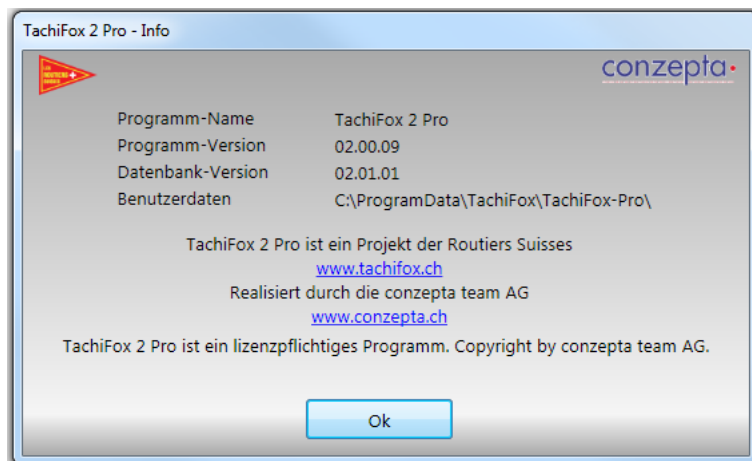 TachiFox 2 Pro - Info
LES ROUTIERS SUISSES
conzepta
Programm-Name TachiFox 2 Pro
Programm-Version 02.00.09
Datenbank-Version 02.01.01
Benutzerdaten C:\ProgramData\TachiFox\TachiFox-Pro\
TachiFox 2 Pro ist ein Projekt der Routiers Suisses
www.tachifox.ch
Realisiert durch die conzepta team AG
www.conzepta.ch
TachiFox 2 Pro ist ein lizenzpflichtiges Programm. Copyright by conzepta team AG.
Ok